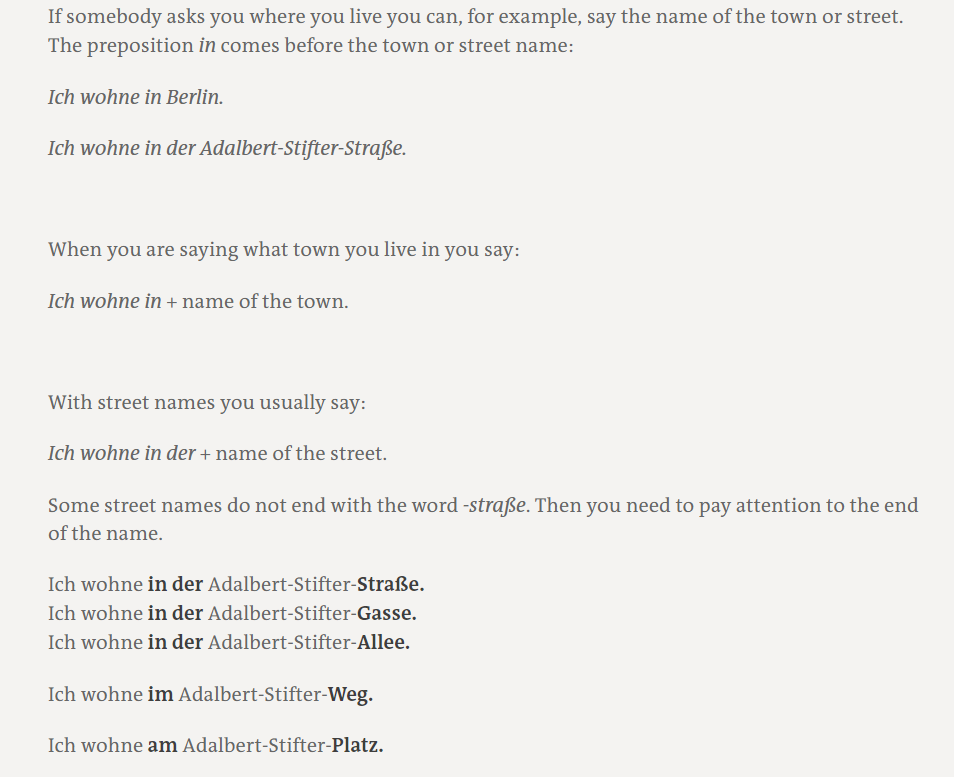 If somebody asks you where you live you can, for example, say the name of the town or street.
The preposition in comes before the town or street name:
Ich wohne in Berlin.
Ich wohne in der Adalbert-Stifter-Straße.
When you are saying what town you live in you say:
Ich wohne in + name of the town.
With street names you usually say:
Ich wohne in der + name of the street.
Some street names do not end with the word -straße. Then you need to pay attention to the end
of the name.
Ich wohne in der Adalbert-Stifter-Straße.
Ich wohne in der Adalbert-Stifter-Gasse.
Ich wohne in der Adalbert-Stifter-Allee.
Ich wohne im Adalbert-Stifter-Weg.
Ich wohne am Adalbert-Stifter-Platz.